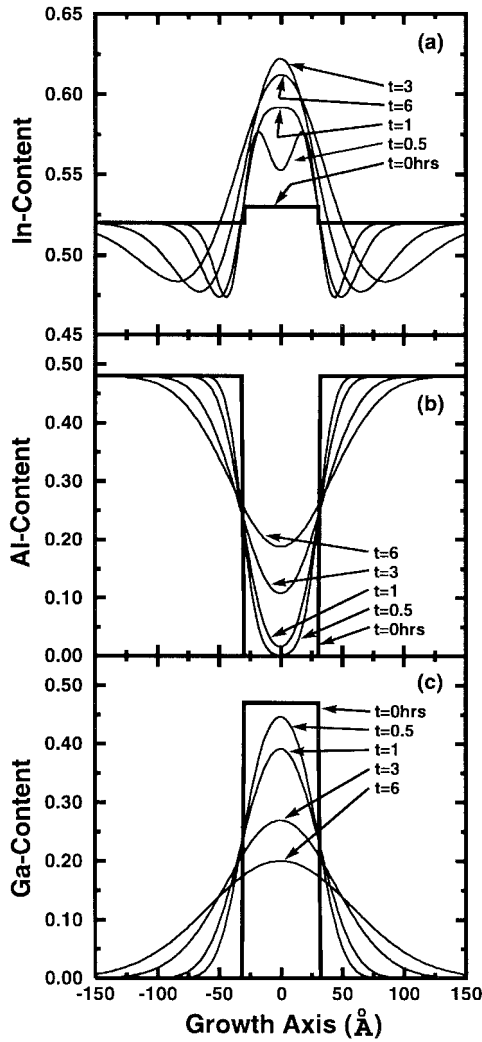 (a)
0.65
0.60
0.55
0.50
0.45
In-Content
t=3
t=6
t=1
t=0.5
t=0hrs
(b)
0.50
0.40
0.30
0.20
0.10
0.00
Al-Content
t=6
t=3
t=1
t=0.5
t=0hrs
(c)
0.50
0.40
0.30
0.20
0.10
0.00
Ga-Content
t=0hrs
t=0.5
t=1
t=3
t=6
-150 -100 -50 0 50 100 150
Growth Axis (Å)